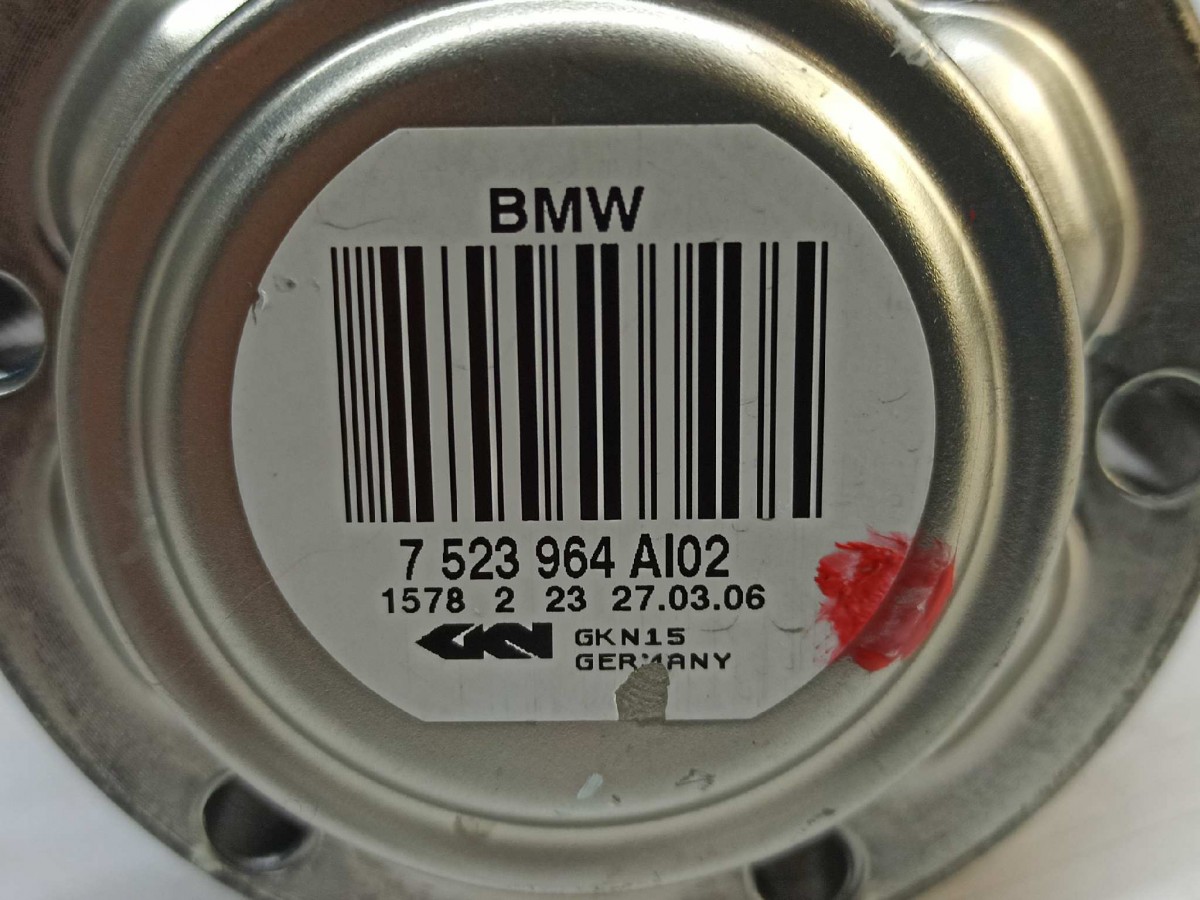 BMW
7 523 964 AI02
1578 2 23 27.03.06
GKN GKN15
GERMANY